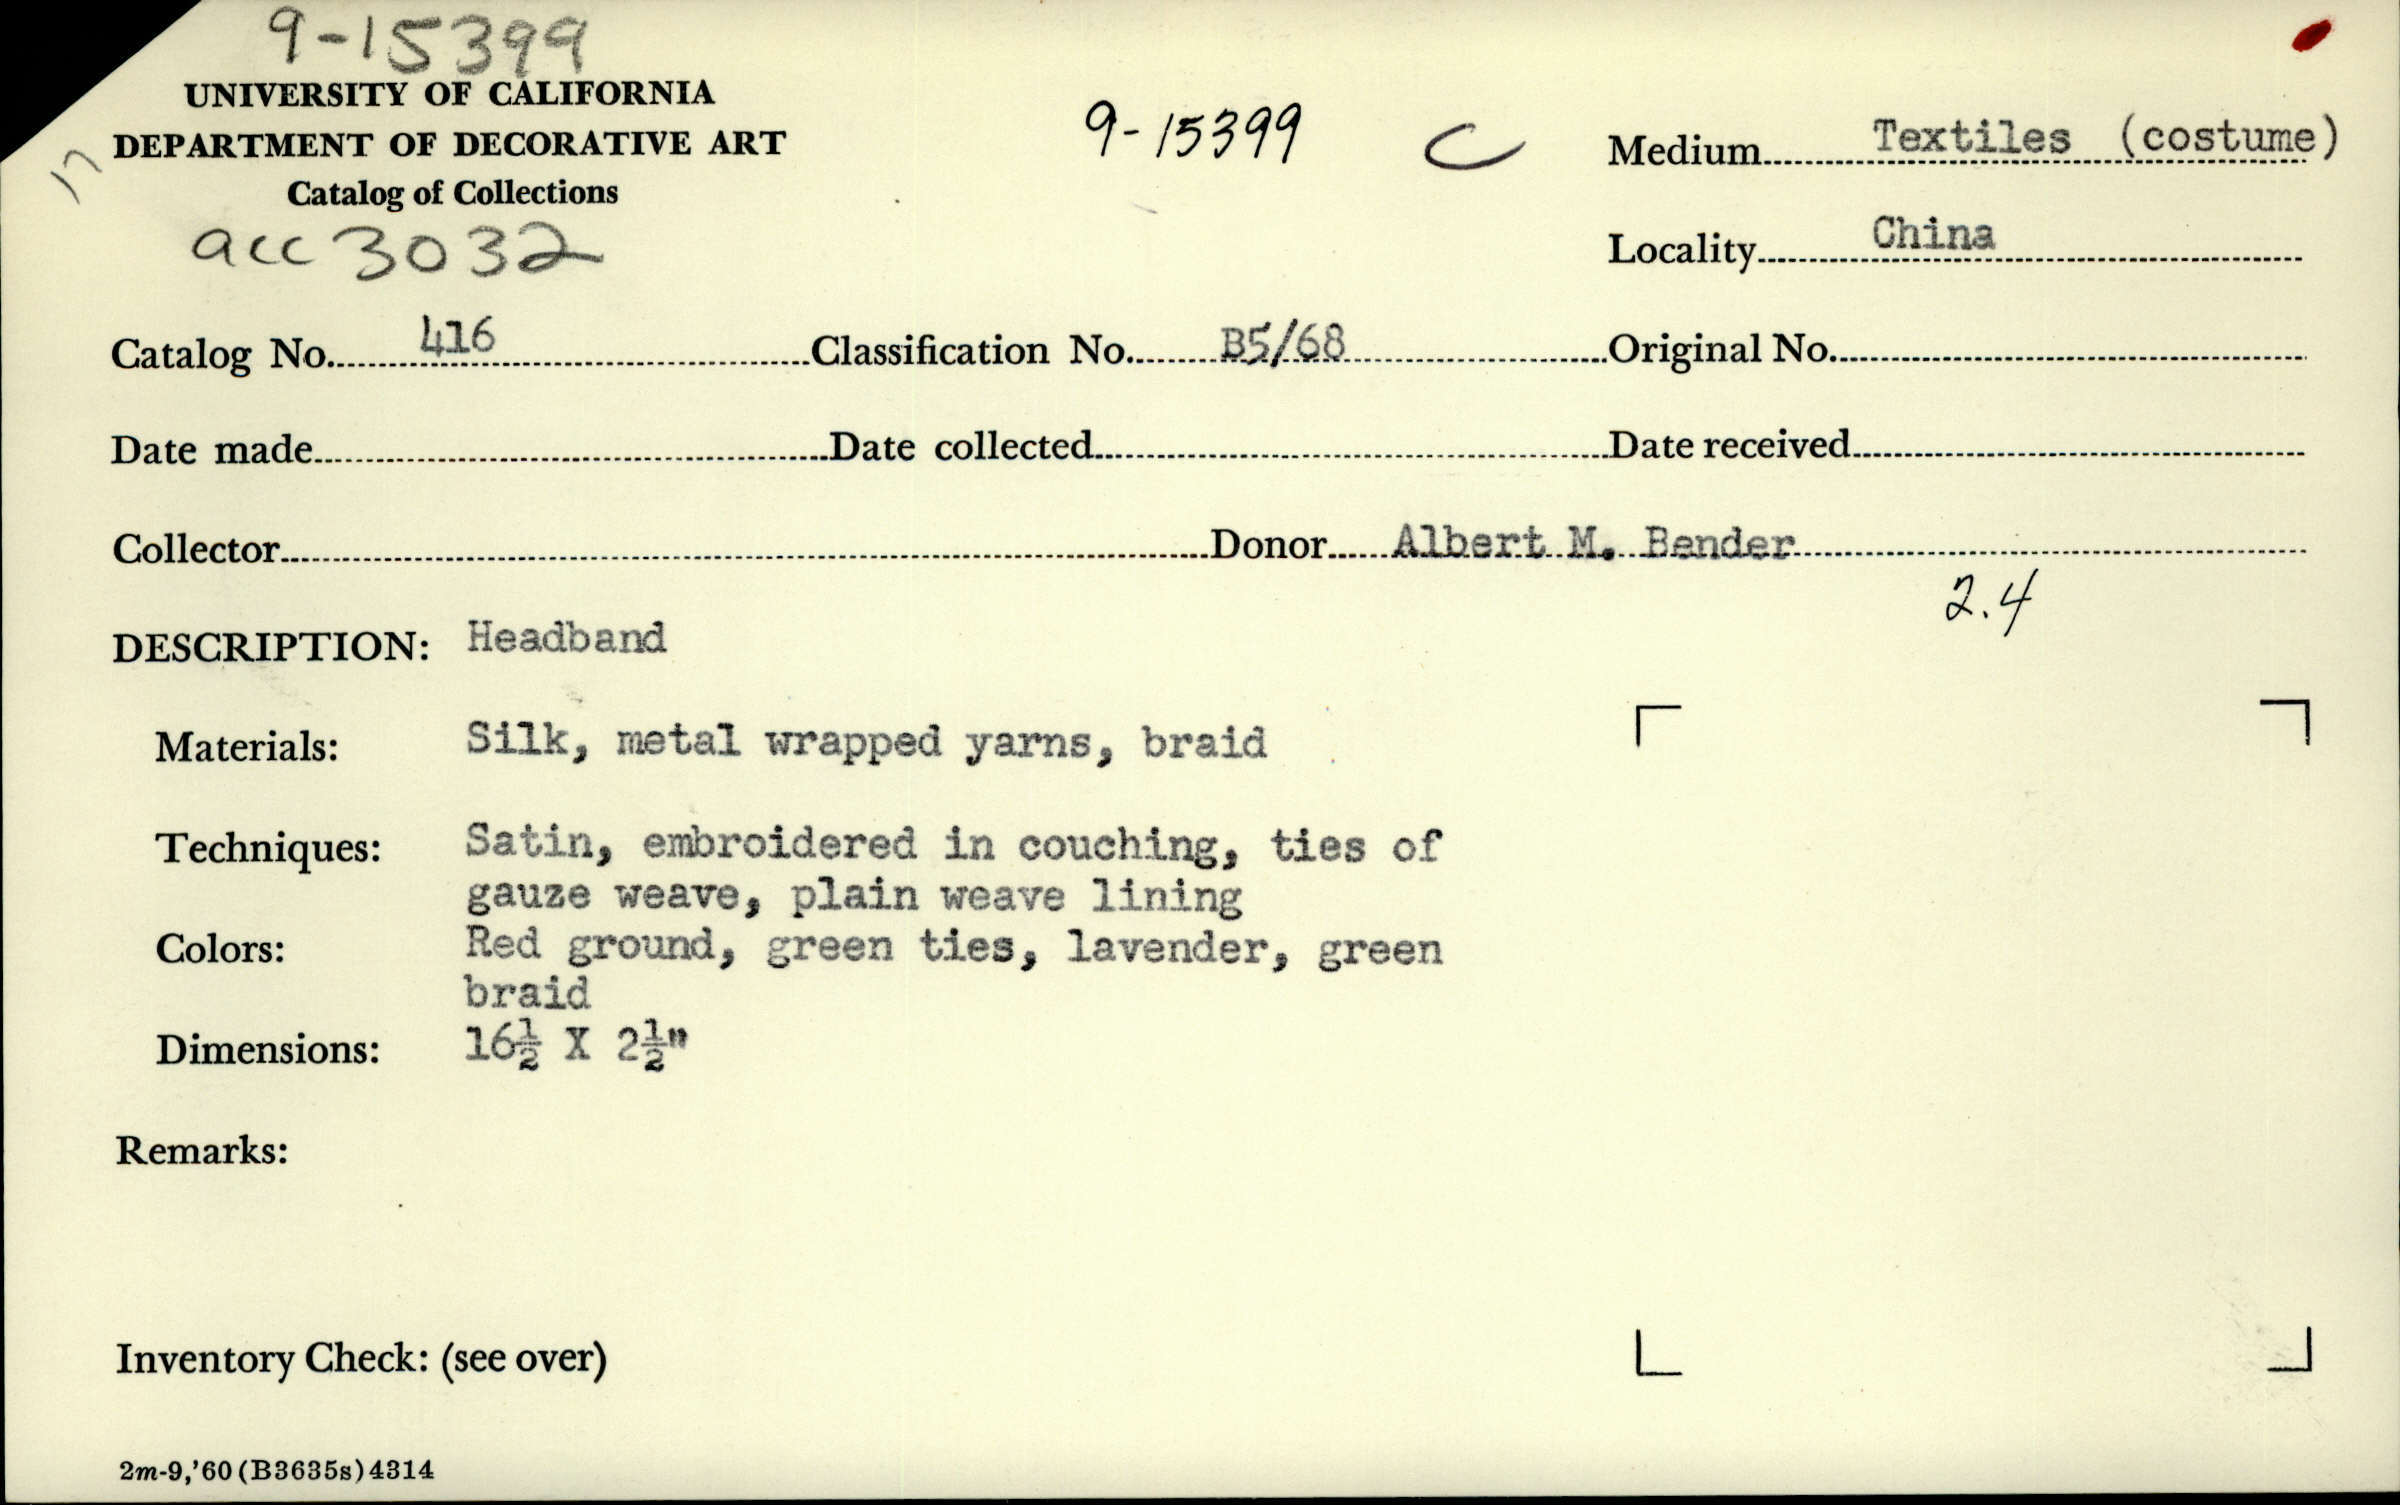 9-15399
UNIVERSITY OF CALIFORNIA
DEPARTMENT OF DECORATIVE ART
Catalog of Collections
acc 3032
9-15399 C
Medium Textiles (costume)
Locality China
Catalog No. 416 Classification No. B5/68 Original No.
Date made Date collected Date received
Collector Donor Albert M. Bender
2.4
DESCRIPTION: Headband
Materials: Silk, metal wrapped yarns, braid
Techniques: Satin, embroidered in couching, ties of
gauze weave, plain weave lining
Colors: Red ground, green ties, lavender, green
braid
Dimensions: 16½ X 2½"
Remarks:
Inventory Check: (see over)
2m-9,'60(B3635s)4314